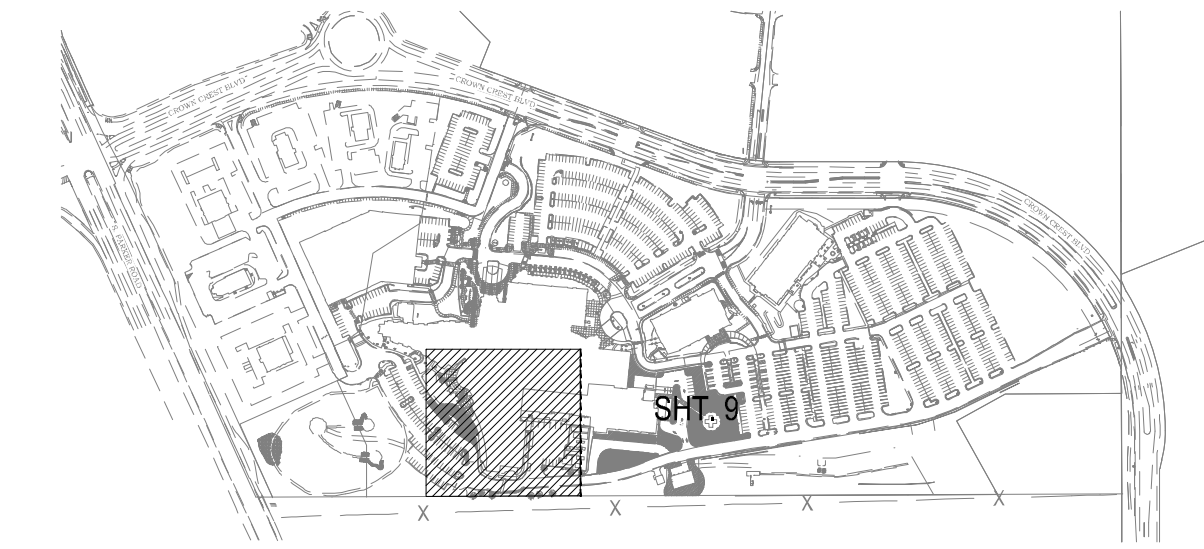 CROWN CREST BLVD
CROWN CREST BLVD
CROWN CREST BLVD
S. PARKER ROAD
SHT. 9
X X X X